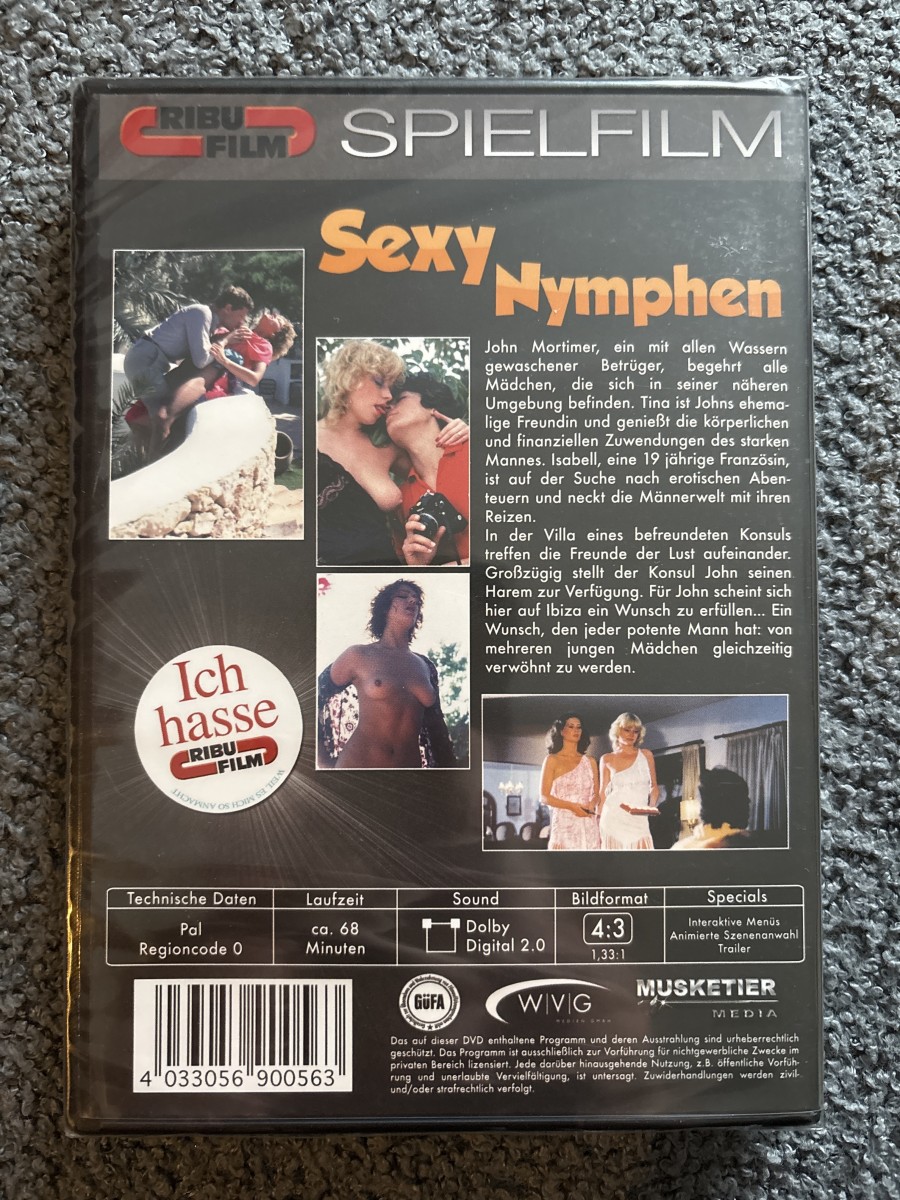 RIBU
FILM
SPIELFILM
Sexy
Nymphen
John Mortimer, ein mit allen Wassern
gewaschener Betrüger, begehrt alle
Mädchen, die sich in seiner näheren
Umgebung befinden. Tina ist Johns ehema-
lige Freundin und genießt die körperlichen
und finanziellen Zuwendungen des starken
Mannes. Isabell, eine 19 jährige Französin,
ist auf der Suche nach erotischen Aben-
teuern und neckt die Männerwelt mit ihren
Reizen.
In der Villa eines befreundeten Konsuls
treffen die Freunde der Lust aufeinander.
Großzügig stellt der Konsul John seinen
Harem zur Verfügung. Für John scheint sich
hier auf Ibiza ein Wunsch zu erfüllen... Ein
Wunsch, den jeder potente Mann hat: von
mehreren jungen Mädchen gleichzeitig
verwöhnt zu werden.
Ich
hasse
RIBU
FILM
WEIL ES MICH SO ANMACHT
Technische Daten
Pal
Regioncode 0
Laufzeit
ca. 68
Minuten
Sound
Dolby
Digital 2.0
Bildformat
4:3
1,33:1
Specials
Interaktive Menüs
Animierte Szenenanwahl
Trailer
4 033056 900563
GÜFA
W|V|G
MEDIEN GMBH
MUSKETIER
MEDIA
Das auf dieser DVD enthaltene Programm und deren Ausstrahlung sind urheberrechtlich
geschützt. Das Programm ist ausschließlich zur Vorführung für nichtgewerbliche Zwecke im
privaten Bereich lizensiert. Jede darüber hinausgehende Nutzung, z.B. öffentliche Vorfüh-
rung und unerlaubte Vervielfältigung, ist untersagt. Zuwiderhandlungen werden zivil-
und/oder strafrechtlich verfolgt.